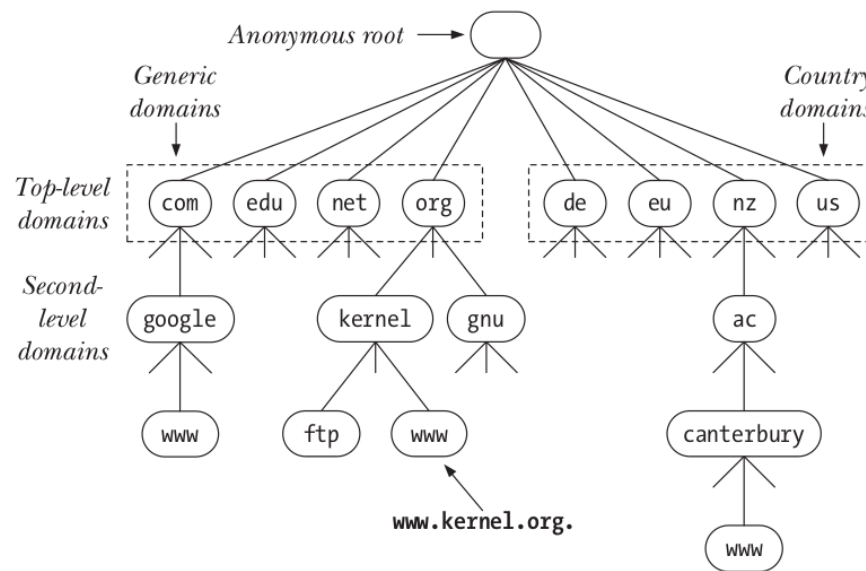 Anonymous root
Generic
domains
Country
domains
Top-level
domains
com
edu
net
org
de
eu
nz
us
Second-
level
domains
google
kernel
gnu
ac
www
ftp
www
canterbury
www.kernel.org.
www